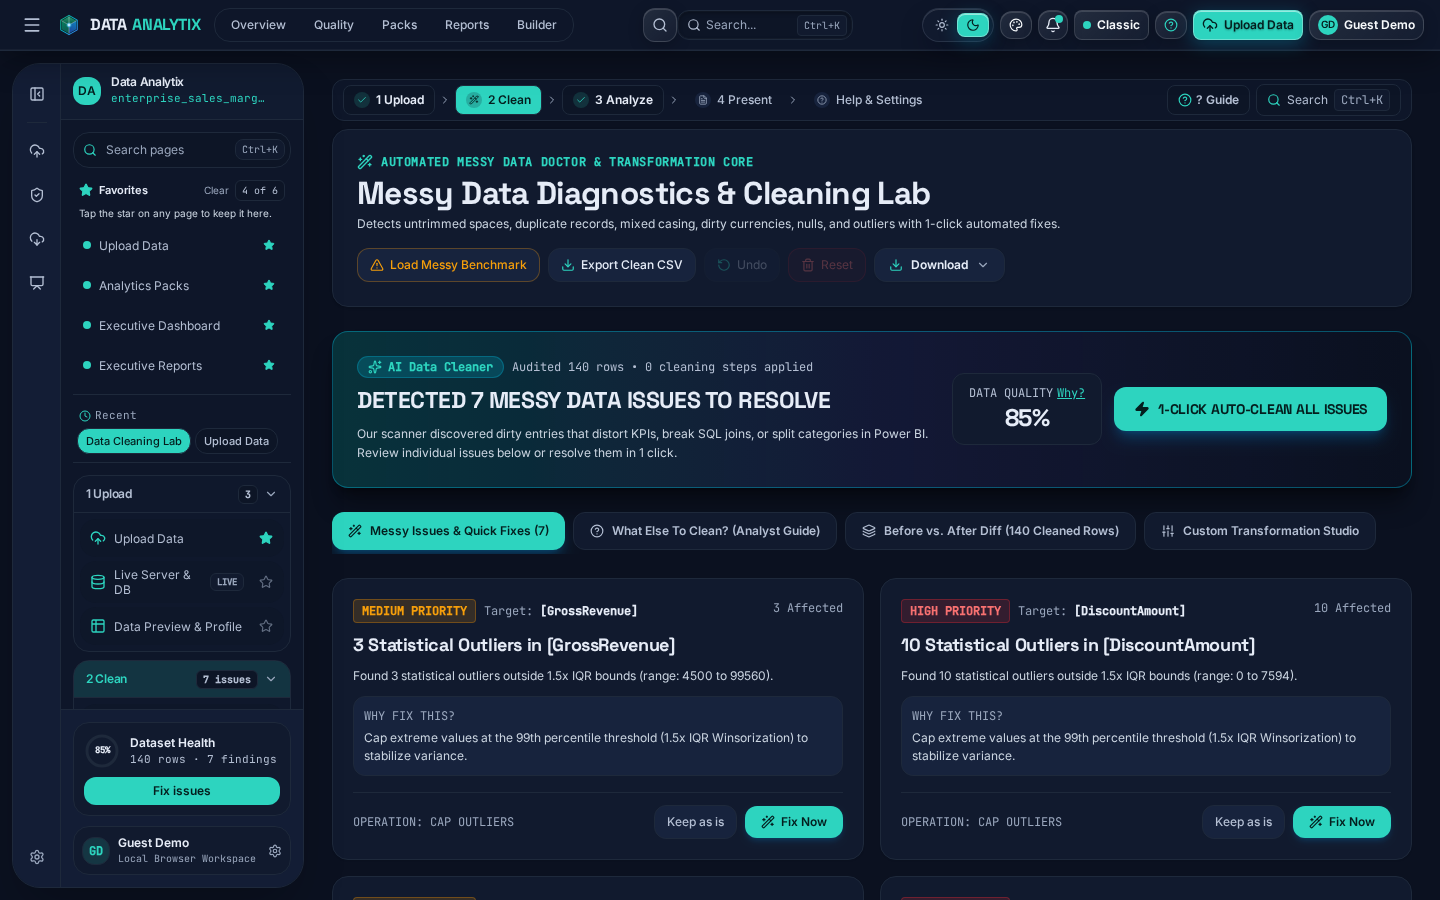 DATA ANALYTIX
Overview
Quality
Packs
Reports
Builder
Search...
Ctrl+K
Classic
Upload Data
GD
Guest Demo
DA
Data Analytix
enterprise_sales_marg…
Search pages
Ctrl+K
Favorites
Clear
4 of 6
Tap the star on any page to keep it here.
Upload Data
Analytics Packs
Executive Dashboard
Executive Reports
Recent
Data Cleaning Lab
Upload Data
1 Upload
3
Upload Data
Live Server &
DB
LIVE
Data Preview & Profile
2 Clean
7 issues
85%
Dataset Health
140 rows · 7 findings
Fix issues
GD
Guest Demo
Local Browser Workspace
1 Upload
2 Clean
3 Analyze
4 Present
Help & Settings
? Guide
Search
Ctrl+K
AUTOMATED MESSY DATA DOCTOR & TRANSFORMATION CORE
Messy Data Diagnostics & Cleaning Lab
Detects untrimmed spaces, duplicate records, mixed casing, dirty currencies, nulls, and outliers with 1-click automated fixes.
Load Messy Benchmark
Export Clean CSV
Undo
Reset
Download
AI Data Cleaner
Audited 140 rows • 0 cleaning steps applied
DETECTED 7 MESSY DATA ISSUES TO RESOLVE
Our scanner discovered dirty entries that distort KPIs, break SQL joins, or split categories in Power BI.
Review individual issues below or resolve them in 1 click.
DATA QUALITY Why?
85%
1-CLICK AUTO-CLEAN ALL ISSUES
Messy Issues & Quick Fixes (7)
What Else To Clean? (Analyst Guide)
Before vs. After Diff (140 Cleaned Rows)
Custom Transformation Studio
MEDIUM PRIORITY
Target: [GrossRevenue]
3 Affected
3 Statistical Outliers in [GrossRevenue]
Found 3 statistical outliers outside 1.5x IQR bounds (range: 4500 to 99560).
WHY FIX THIS?
Cap extreme values at the 99th percentile threshold (1.5x IQR Winsorization) to
stabilize variance.
OPERATION: CAP OUTLIERS
Keep as is
Fix Now
HIGH PRIORITY
Target: [DiscountAmount]
10 Affected
10 Statistical Outliers in [DiscountAmount]
Found 10 statistical outliers outside 1.5x IQR bounds (range: 0 to 7594).
WHY FIX THIS?
Cap extreme values at the 99th percentile threshold (1.5x IQR Winsorization) to
stabilize variance.
OPERATION: CAP OUTLIERS
Keep as is
Fix Now